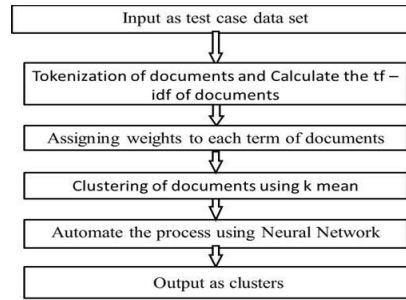 Input as test case data set
Tokenization of documents and Calculate the tf –
idf of documents
Assigning weights to each term of documents
Clustering of documents using k mean
Automate the process using Neural Network
Output as clusters